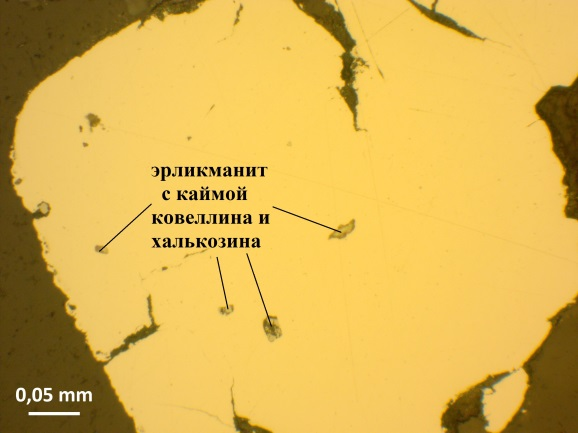 эрликманит
с каймой
ковеллина и
халькозина
0,05 mm